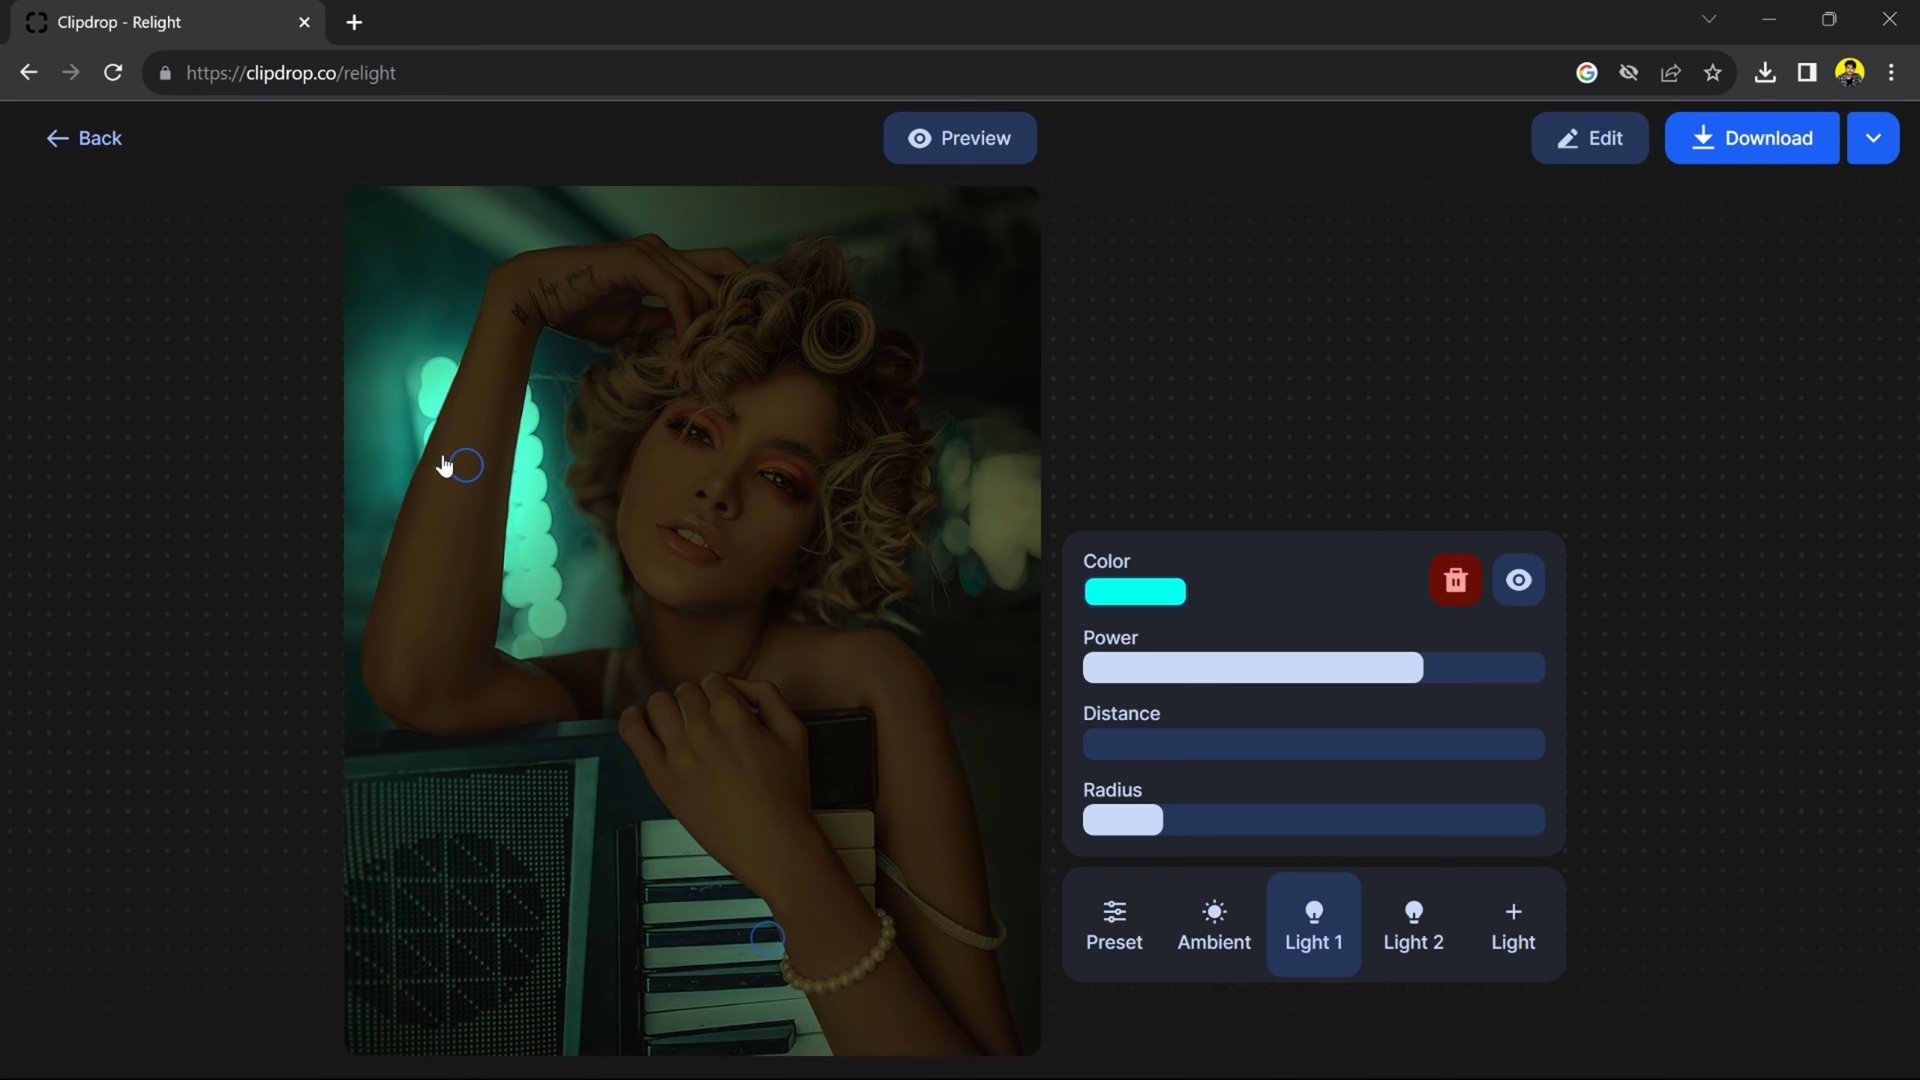 Clipdrop - Relight
https://clipdrop.co/relight
Back
Preview
Edit
Download
Color
Power
Distance
Radius
Preset
Ambient
Light 1
Light 2
Light